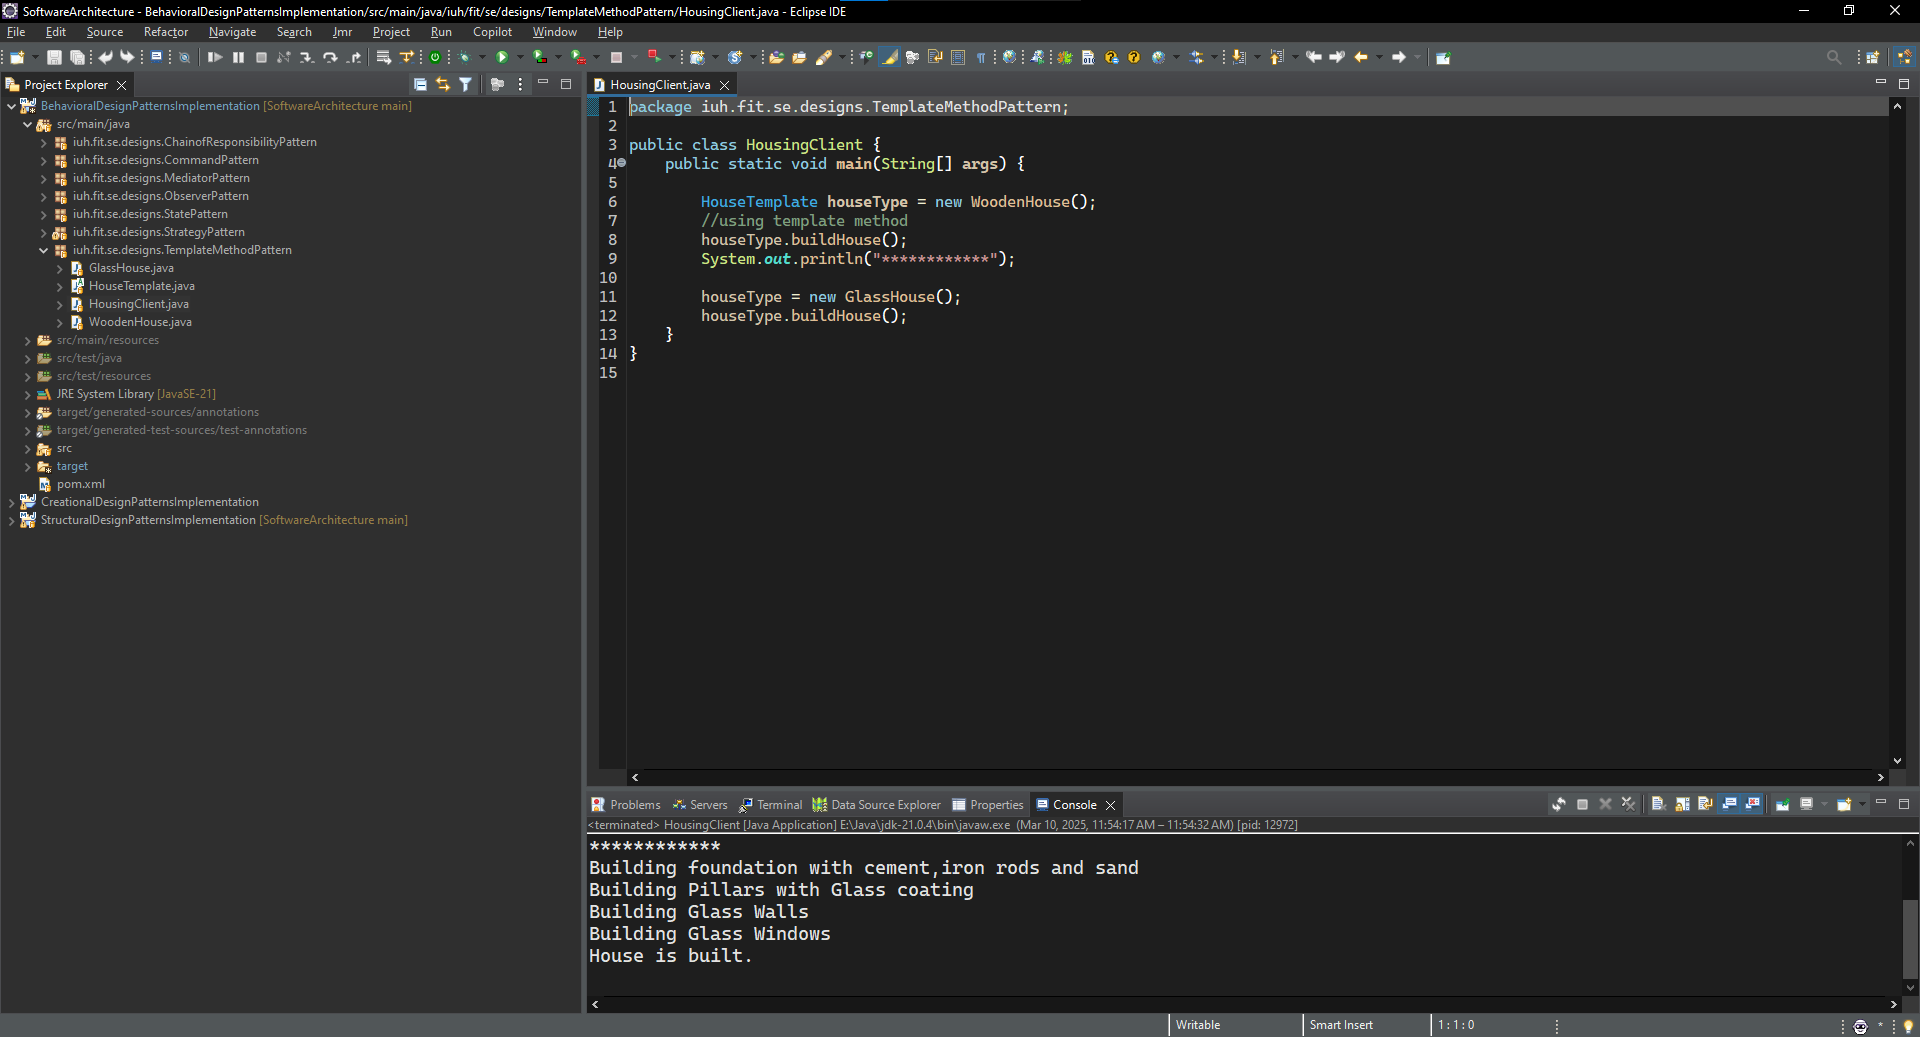 SoftwareArchitecture - BehavioralDesignPatternsImplementation/src/main/java/iuh/fit/se/designs/TemplateMethodPattern/HousingClient.java - Eclipse IDE
File Edit Source Refactor Navigate Search Jmr Project Run Copilot Window Help
Project Explorer
BehavioralDesignPatternsImplementation [SoftwareArchitecture main]
src/main/java
iuh.fit.se.designs.ChainofResponsibilityPattern
iuh.fit.se.designs.CommandPattern
iuh.fit.se.designs.MediatorPattern
iuh.fit.se.designs.ObserverPattern
iuh.fit.se.designs.StatePattern
iuh.fit.se.designs.StrategyPattern
iuh.fit.se.designs.TemplateMethodPattern
GlassHouse.java
HouseTemplate.java
HousingClient.java
WoodenHouse.java
src/main/resources
src/test/java
src/test/resources
JRE System Library [JavaSE-21]
target/generated-sources/annotations
target/generated-test-sources/test-annotations
src
target
pom.xml
CreationalDesignPatternsImplementation
StructuralDesignPatternsImplementation [SoftwareArchitecture main]
HousingClient.java
1 package iuh.fit.se.designs.TemplateMethodPattern;
2
3 public class HousingClient {
4 public static void main(String[] args) {
5
6 HouseTemplate houseType = new WoodenHouse();
7 //using template method
8 houseType.buildHouse();
9 System.out.println("************");
10
11 houseType = new GlassHouse();
12 houseType.buildHouse();
13 }
14 }
15
Problems Servers Terminal Data Source Explorer Properties Console
<terminated> HousingClient [Java Application] E:\Java\jdk-21.0.4\bin\javaw.exe (Mar 10, 2025, 11:54:17 AM – 11:54:32 AM) [pid: 12972]
************
Building foundation with cement,iron rods and sand
Building Pillars with Glass coating
Building Glass Walls
Building Glass Windows
House is built.
Writable Smart Insert 1 : 1 : 0